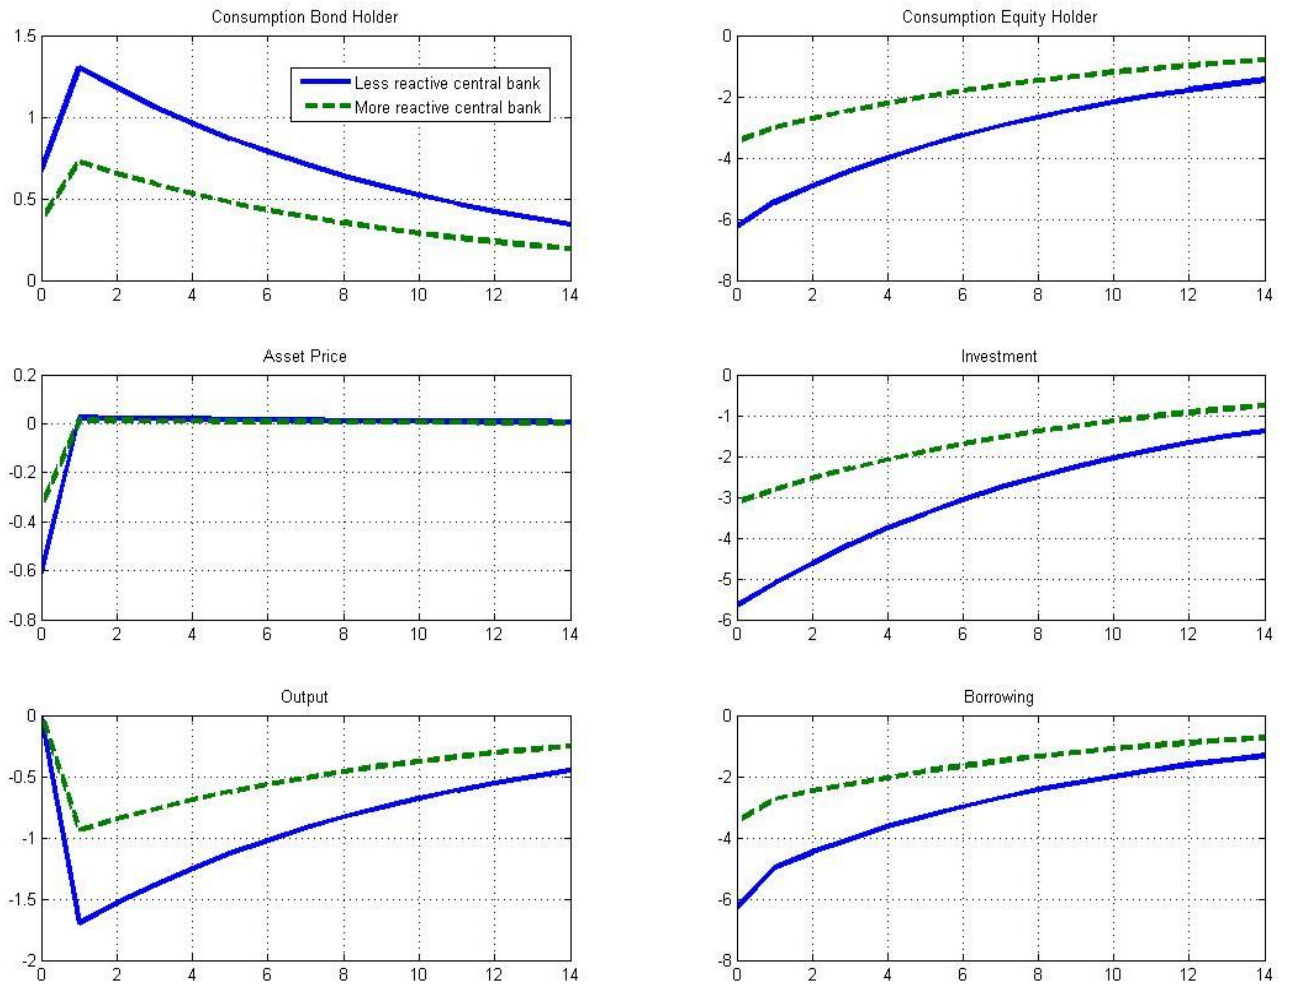 Consumption Bond Holder
1.5
1
0.5
0
0 2 4 6 8 10 12 14
Less reactive central bank
More reactive central bank
Consumption Equity Holder
0
-2
-4
-6
-8
0 2 4 6 8 10 12 14
Asset Price
0.2
0
-0.2
-0.4
-0.6
-0.8
0 2 4 6 8 10 12 14
Investment
0
-1
-2
-3
-4
-5
-6
0 2 4 6 8 10 12 14
Output
0
-0.5
-1
-1.5
-2
0 2 4 6 8 10 12 14
Borrowing
0
-2
-4
-6
-8
0 2 4 6 8 10 12 14